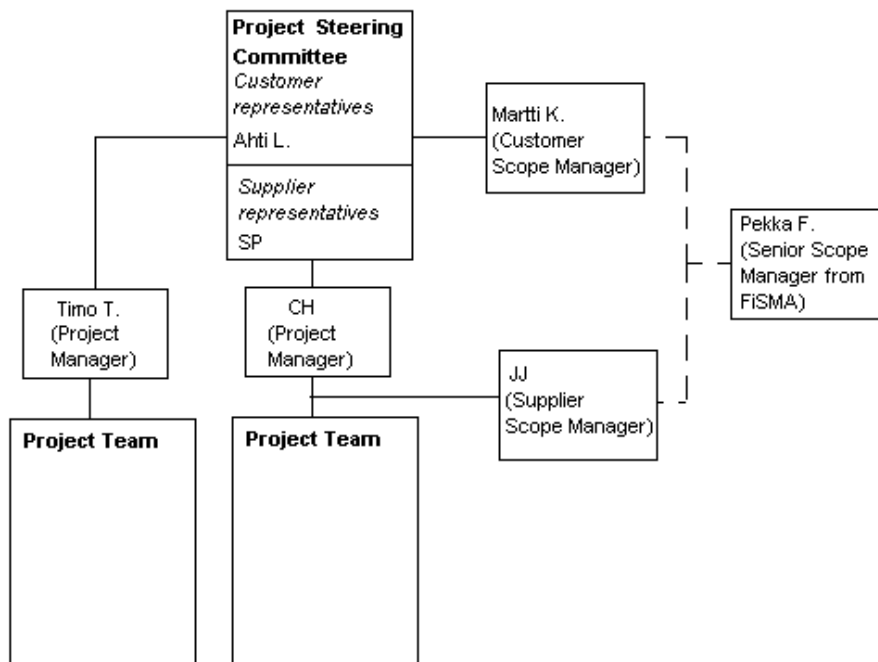 Project Steering
Committee
Customer
representatives
Ahti L.
Supplier
representatives
SP
Martti K.
(Customer
Scope Manager)
Pekka F.
(Senior Scope
Manager from
FiSMA)
Timo T.
(Project
Manager)
CH
(Project
Manager)
JJ
(Supplier
Scope Manager)
Project Team
Project Team